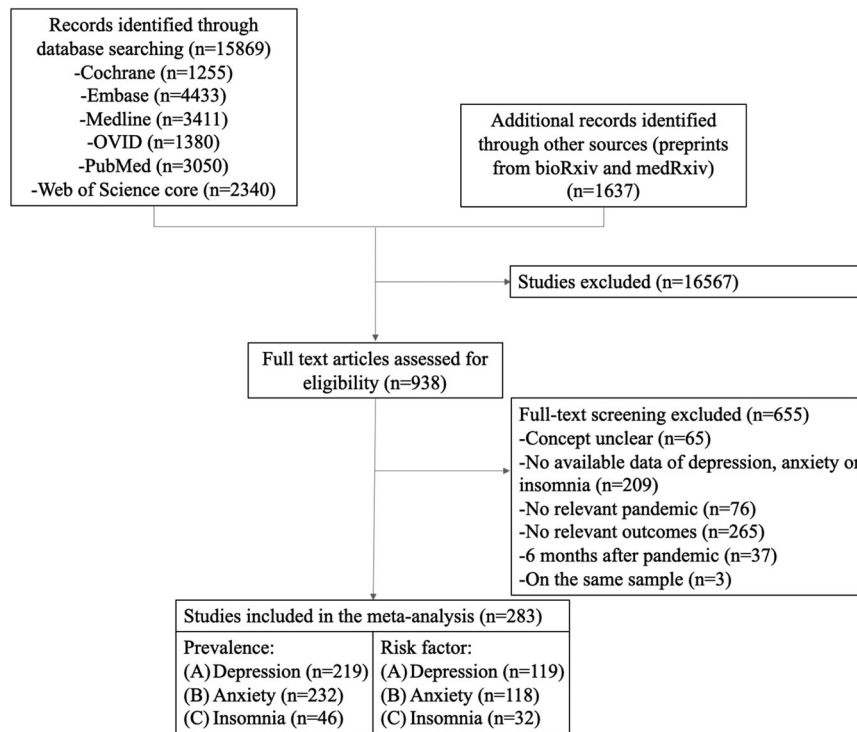 Records identified through
database searching (n=15869)
-Cochrane (n=1255)
-Embase (n=4433)
-Medline (n=3411)
-OVID (n=1380)
-PubMed (n=3050)
-Web of Science core (n=2340)
Additional records identified
through other sources (preprints
from bioRxiv and medRxiv)
(n=1637)
Studies excluded (n=16567)
Full text articles assessed for
eligibility (n=938)
Full-text screening excluded (n=655)
-Concept unclear (n=65)
-No available data of depression, anxiety or
insomnia (n=209)
-No relevant pandemic (n=76)
-No relevant outcomes (n=265)
-6 months after pandemic (n=37)
-On the same sample (n=3)
Studies included in the meta-analysis (n=283)
Prevalence:
(A) Depression (n=219)
(B) Anxiety (n=232)
(C) Insomnia (n=46)
Risk factor:
(A) Depression (n=119)
(B) Anxiety (n=118)
(C) Insomnia (n=32)